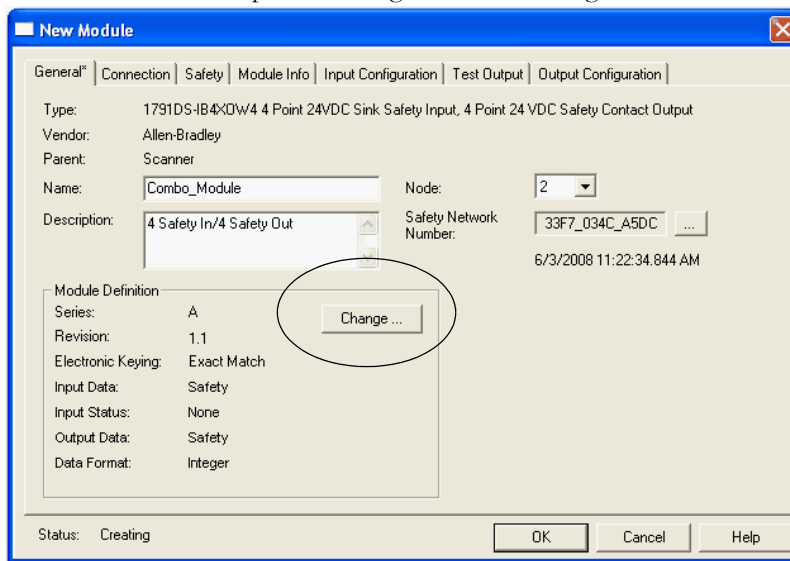 New Module
General* Connection Safety Module Info Input Configuration Test Output Output Configuration
Type: 1791DS-IB4XOW4 4 Point 24VDC Sink Safety Input, 4 Point 24 VDC Safety Contact Output
Vendor: Allen-Bradley
Parent: Scanner
Name: Combo_Module Node: 2
Description: 4 Safety In/4 Safety Out Safety Network Number: 33F7_034C_A5DC ...
6/3/2008 11:22:34.844 AM
Module Definition
Series: A Change ...
Revision: 1.1
Electronic Keying: Exact Match
Input Data: Safety
Input Status: None
Output Data: Safety
Data Format: Integer
Status: Creating OK Cancel Help